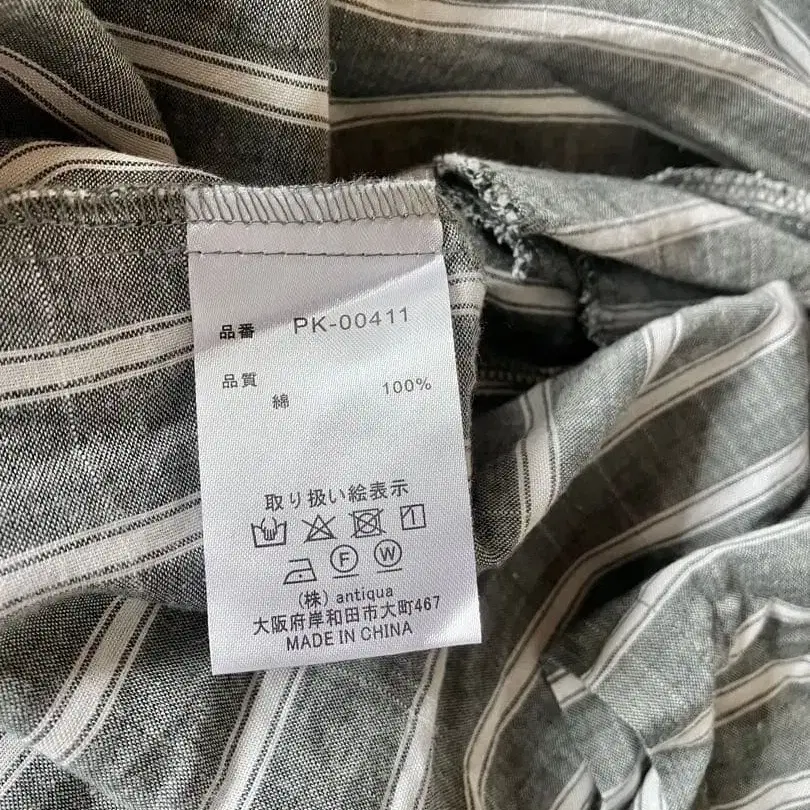 品番 PK-00411
品質
綿 100%
取り扱い絵表示
F W
(株) antiqua
大阪府岸和田市大町467
MADE IN CHINA